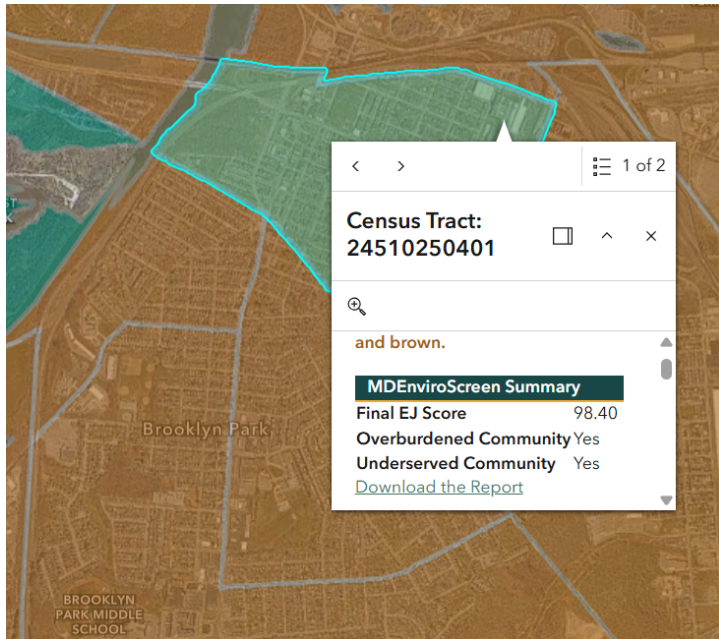 1 of 2
Census Tract:
24510250401
and brown.
MDEnviroScreen Summary
Final EJ Score 98.40
Overburdened Community Yes
Underserved Community Yes
Download the Report
Brooklyn Park
BROOKLYN
PARK MIDDLE
SCHOOL